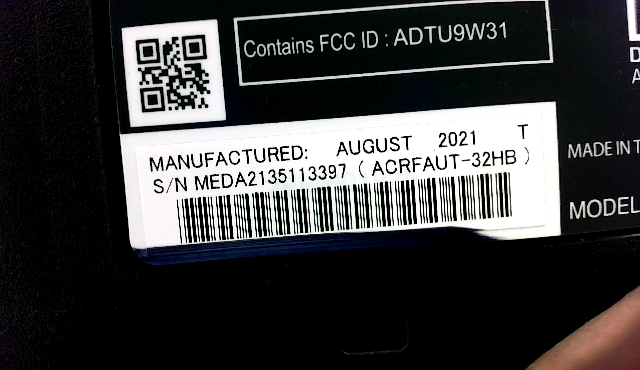 Contains FCC ID : ADTU9W31
MANUFACTURED: AUGUST 2021 T
S/N MEDA2135113397 ( ACRFAUT-32HB )
MADE IN
MODEL